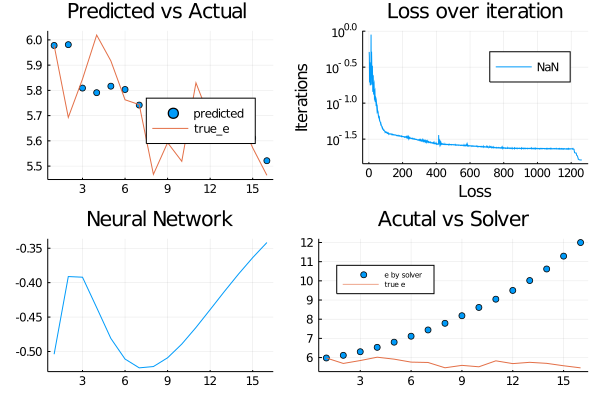 Predicted vs Actual
6.0
5.9
5.8
5.7
5.6
5.5
predicted
true_e
3 6 9 12 15
Loss over iteration
10^0.0
10^-0.5
10^-1.0
10^-1.5
Iterations
NaN
0 200 400 600 800 1000 1200
Loss
Neural Network
-0.35
-0.40
-0.45
-0.50
3 6 9 12 15
Acutal vs Solver
12
11
10
9
8
7
6
e by solver
true e
3 6 9 12 15